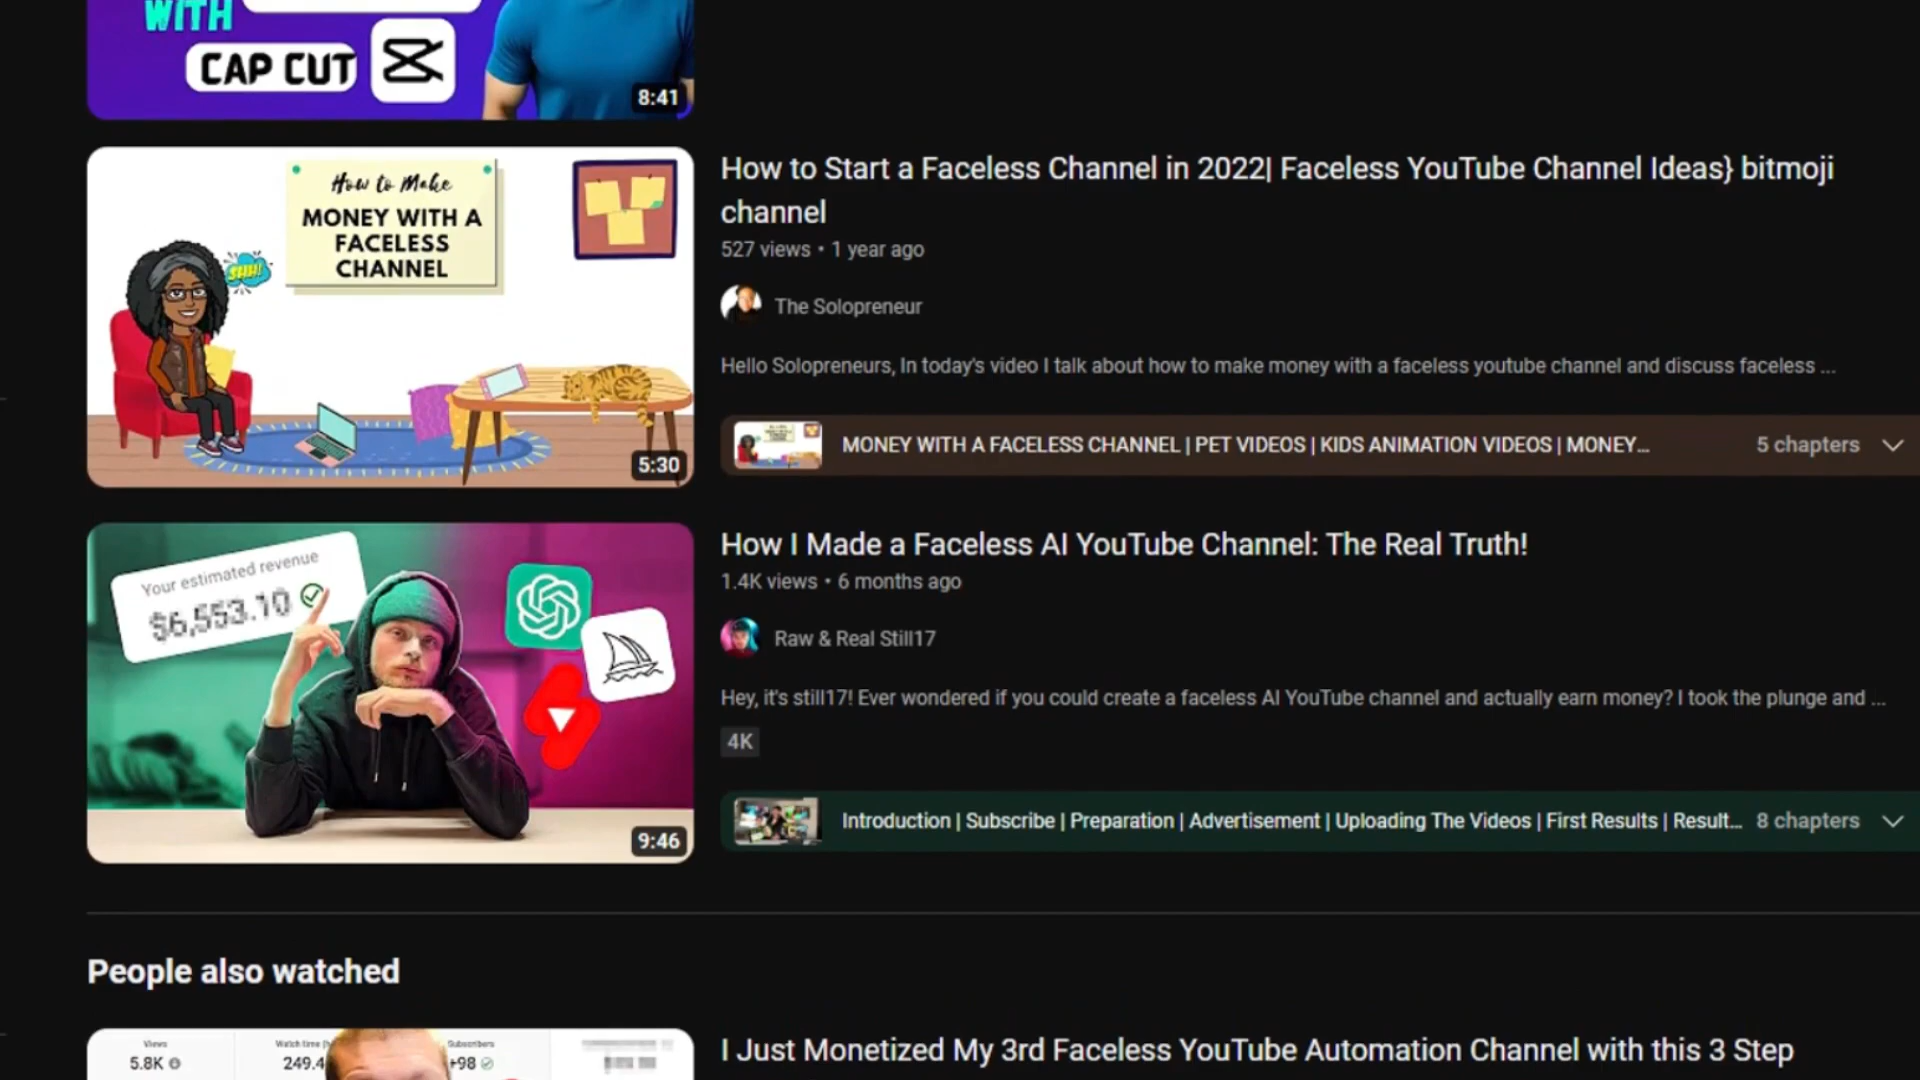 WITH
CAP CUT
8:41
How to Make
MONEY WITH A
FACELESS
CHANNEL
SHH!
5:30
How to Start a Faceless Channel in 2022| Faceless YouTube Channel Ideas} bitmoji
channel
527 views • 1 year ago
The Solopreneur
Hello Solopreneurs, In today's video I talk about how to make money with a faceless youtube channel and discuss faceless ...
MONEY WITH A FACELESS CHANNEL | PET VIDEOS | KIDS ANIMATION VIDEOS | MONEY...
5 chapters
Your estimated revenue
$6,553.10
9:46
How I Made a Faceless AI YouTube Channel: The Real Truth!
1.4K views • 6 months ago
Raw & Real Still17
Hey, it's still17! Ever wondered if you could create a faceless AI YouTube channel and actually earn money? I took the plunge and ...
4K
Introduction | Subscribe | Preparation | Advertisement | Uploading The Videos | First Results | Result...
8 chapters
People also watched
Views
Watch time (h
Subscribers
5.8K
249.4
+98
I Just Monetized My 3rd Faceless YouTube Automation Channel with this 3 Step